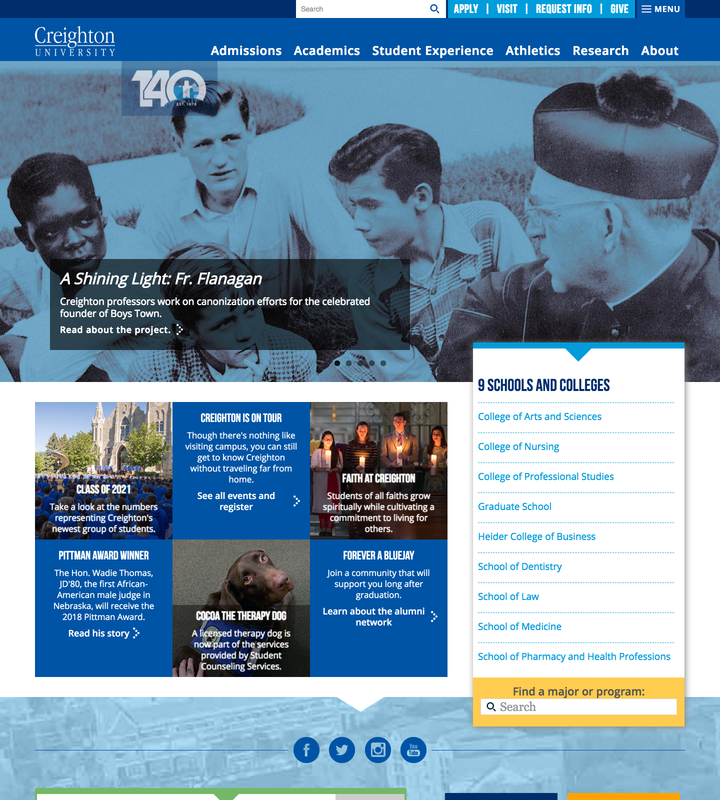 Search
APPLY | VISIT | REQUEST INFO | GIVE
MENU
Creighton
UNIVERSITY
Admissions Academics Student Experience Athletics Research About
140
EST. 1878
A Shining Light: Fr. Flanagan
Creighton professors work on canonization efforts for the celebrated
founder of Boys Town.
Read about the project.
CLASS OF 2021
Take a look at the numbers
representing Creighton's
newest group of students.
CREIGHTON IS ON TOUR
Though there's nothing like
visiting campus, you can still
get to know Creighton
without traveling far from
home.
See all events and
register
FAITH AT CREIGHTON
Students of all faiths grow
spiritually while cultivating a
commitment to living for
others.
PITTMAN AWARD WINNER
The Hon. Wadie Thomas,
JD'80, the first African-
American male judge in
Nebraska, will receive the
2018 Pittman Award.
Read his story
COCOA THE THERAPY DOG
A licensed therapy dog is
now part of the services
provided by Student
Counseling Services.
FOREVER A BLUEJAY
Join a community that will
support you long after
graduation.
Learn about the alumni
network
9 SCHOOLS AND COLLEGES
College of Arts and Sciences
College of Nursing
College of Professional Studies
Graduate School
Heider College of Business
School of Dentistry
School of Law
School of Medicine
School of Pharmacy and Health Professions
Find a major or program:
Search
You
Tube